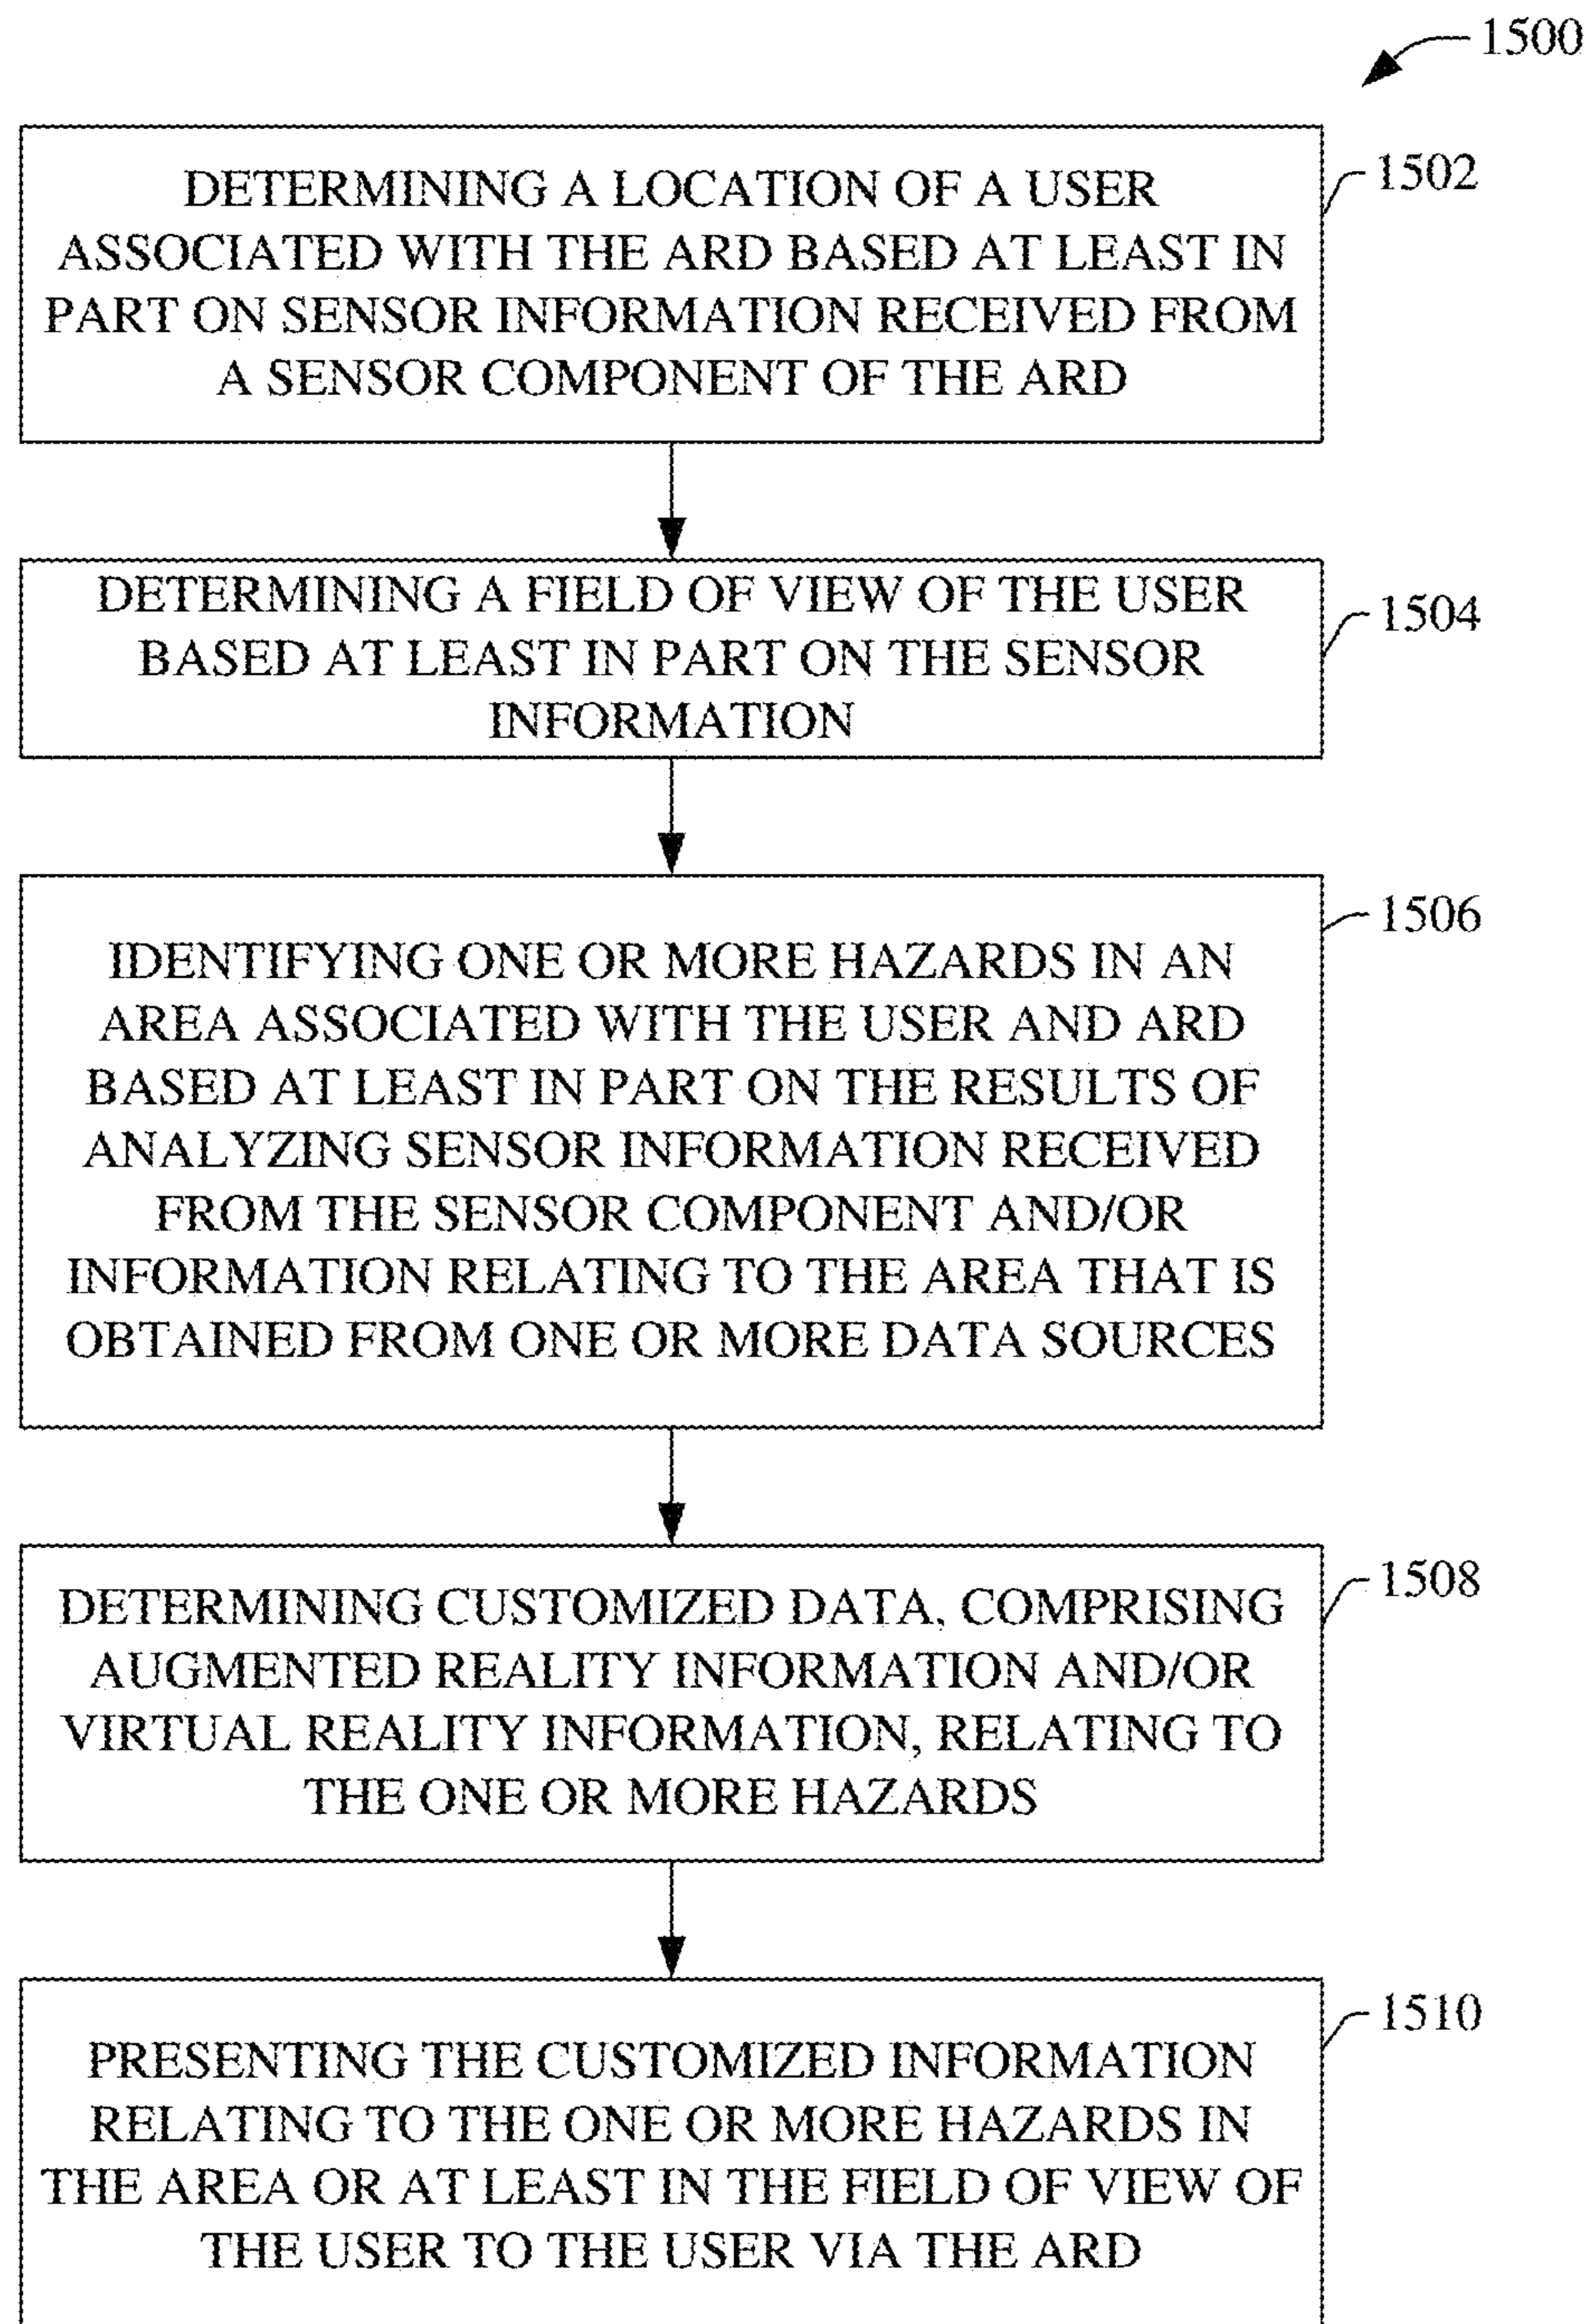 1500
DETERMINING A LOCATION OF A USER
ASSOCIATED WITH THE ARD BASED AT LEAST IN
PART ON SENSOR INFORMATION RECEIVED FROM
A SENSOR COMPONENT OF THE ARD
1502
DETERMINING A FIELD OF VIEW OF THE USER
BASED AT LEAST IN PART ON THE SENSOR
INFORMATION
1504
IDENTIFYING ONE OR MORE HAZARDS IN AN
AREA ASSOCIATED WITH THE USER AND ARD
BASED AT LEAST IN PART ON THE RESULTS OF
ANALYZING SENSOR INFORMATION RECEIVED
FROM THE SENSOR COMPONENT AND/OR
INFORMATION RELATING TO THE AREA THAT IS
OBTAINED FROM ONE OR MORE DATA SOURCES
1506
DETERMINING CUSTOMIZED DATA, COMPRISING
AUGMENTED REALITY INFORMATION AND/OR
VIRTUAL REALITY INFORMATION, RELATING TO
THE ONE OR MORE HAZARDS
1508
PRESENTING THE CUSTOMIZED INFORMATION
RELATING TO THE ONE OR MORE HAZARDS IN
THE AREA OR AT LEAST IN THE FIELD OF VIEW OF
THE USER TO THE USER VIA THE ARD
1510